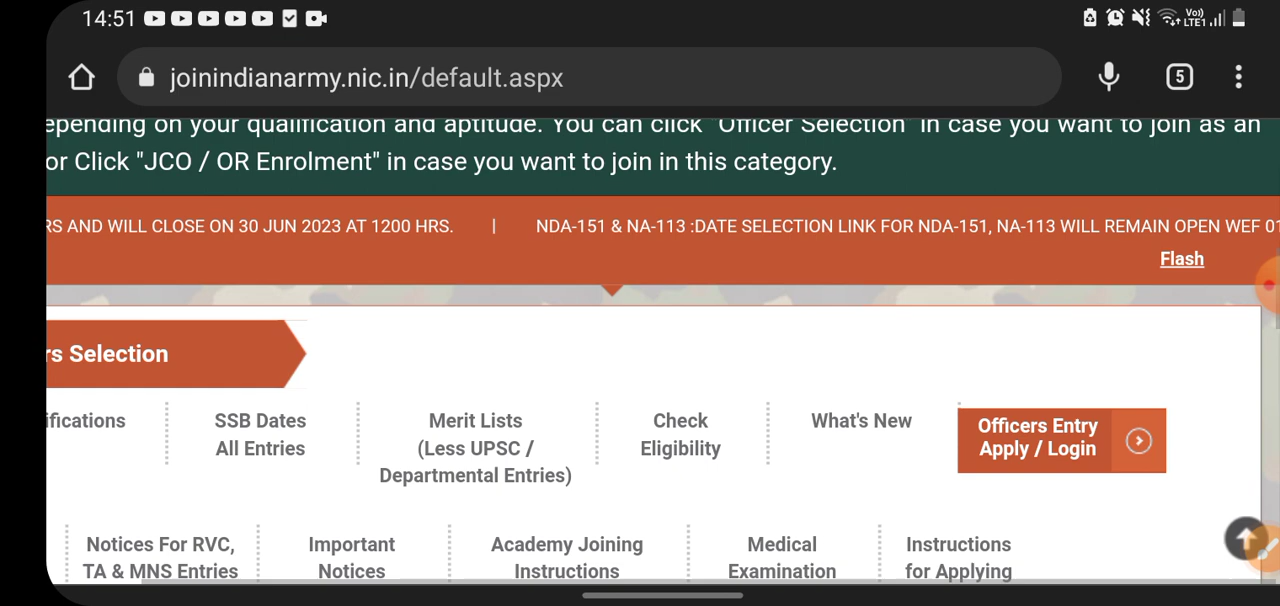 14:51
Vo)) LTE1
joinindianarmy.nic.in/default.aspx
5
depending on your qualification and aptitude. You can click "Officer Selection" in case you want to join as an
or Click "JCO / OR Enrolment" in case you want to join in this category.
RS AND WILL CLOSE ON 30 JUN 2023 AT 1200 HRS. | NDA-151 & NA-113 :DATE SELECTION LINK FOR NDA-151, NA-113 WILL REMAIN OPEN WEF 01
Flash
rs Selection
ifications
SSB Dates
All Entries
Merit Lists
(Less UPSC /
Departmental Entries)
Check
Eligibility
What's New
Officers Entry
Apply / Login
Notices For RVC,
TA & MNS Entries
Important
Notices
Academy Joining
Instructions
Medical
Examination
Instructions
for Applying